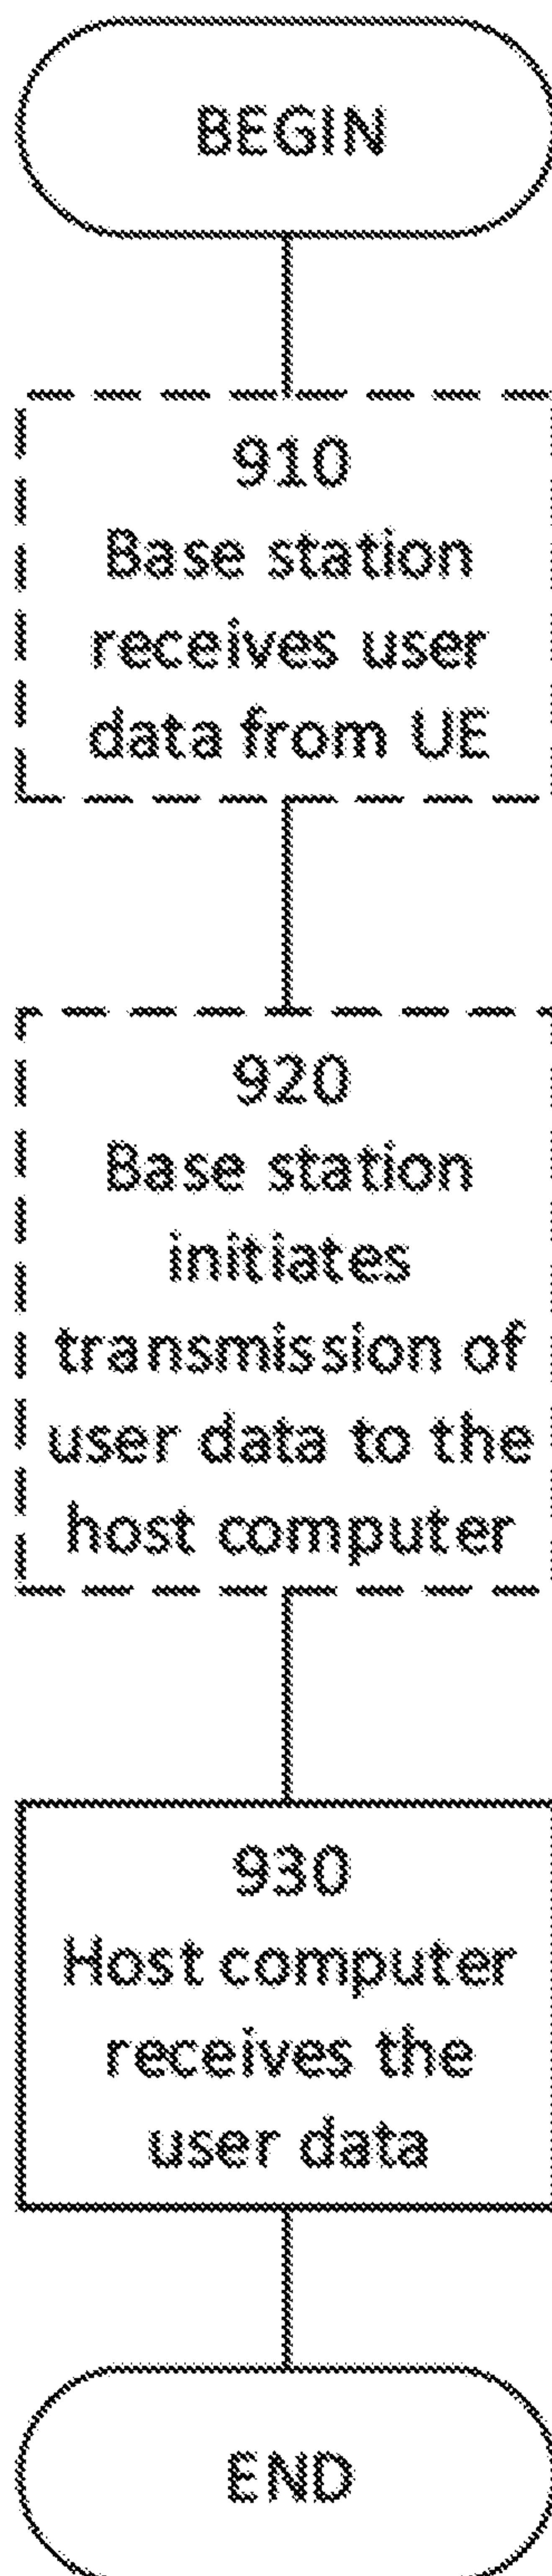 BEGIN
910
Base station
receives user
data from UE
920
Base station
initiates
transmission of
user data to the
host computer
930
Host computer
receives the
user data
END